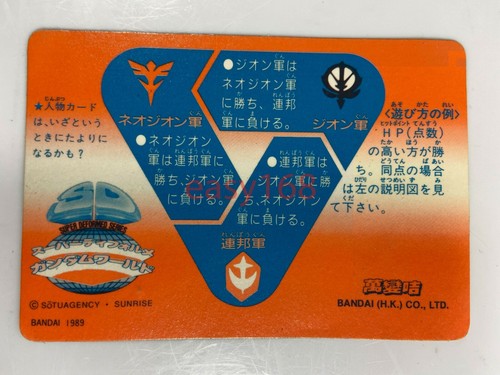 ★人物カード
は、いざという
ときにたよりに
なるかも？
ネオジオン軍
●ジオン軍は
ネオジオン軍
に勝ち、連邦
軍に負ける。
ジオン軍
●ネオジオン
軍は連邦軍に
勝ち、ジオン軍
に負ける。
●連邦軍は
ジオン軍に勝
ち、ネオジオン
軍に負ける。
連邦軍
〈遊び方の例〉
HP(点数)
の高い方が勝
ち。同点の場合
は左の説明図を見
て下さい。
SD
SUPER DEFORMED SERIES
スーパーディフォルメ
ガンダムワールド
© SŌTUAGENCY・SUNRISE
BANDAI 1989
萬變咭
BANDAI (H.K.) CO., LTD.
easy168